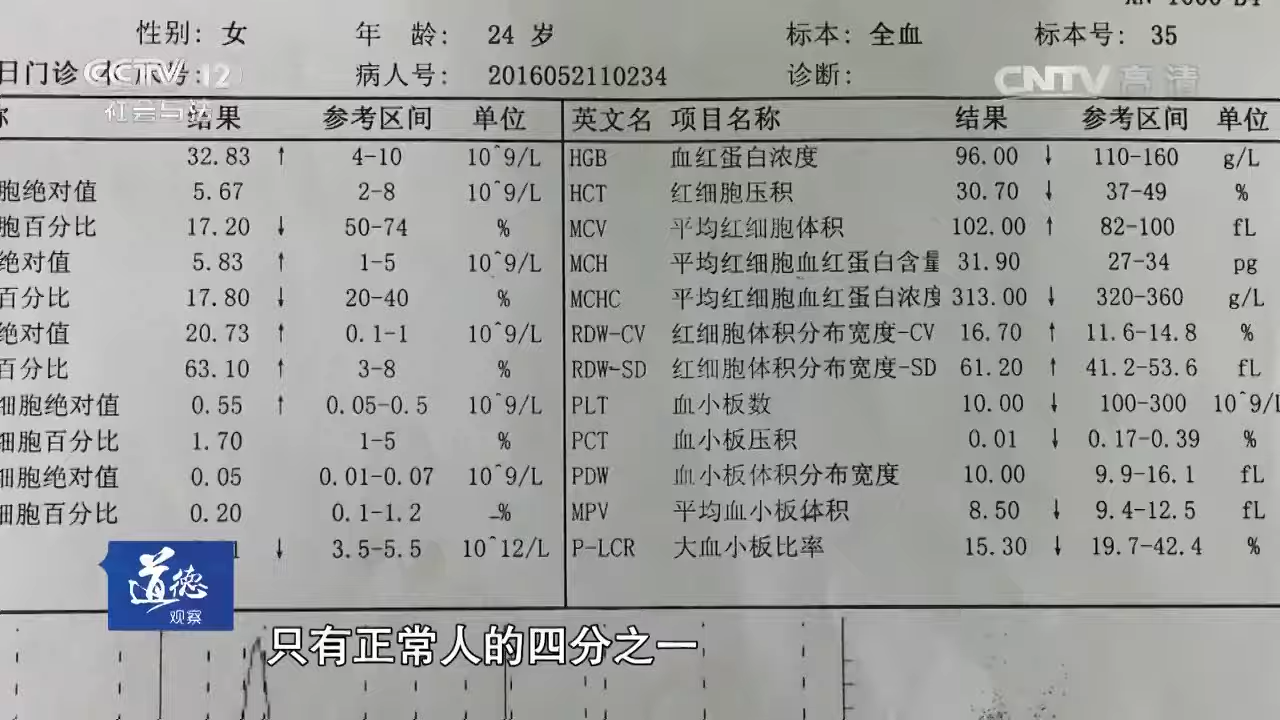 性别: 女 年 龄: 24 岁 标本: 全血 标本号: 35
日门诊 病人号: 2016052110234 诊断:
CCTV 12 社会与法
CNTV 高清
称 结果 参考区间 单位 英文名 项目名称 结果 参考区间 单位
32.83 ↑ 4-10 10^9/L HGB 血红蛋白浓度 96.00 ↓ 110-160 g/L
胞绝对值 5.67 2-8 10^9/L HCT 红细胞压积 30.70 ↓ 37-49 %
胞百分比 17.20 ↓ 50-74 % MCV 平均红细胞体积 102.00 ↑ 82-100 fL
绝对值 5.83 ↑ 1-5 10^9/L MCH 平均红细胞血红蛋白含量 31.90 27-34 pg
百分比 17.80 ↓ 20-40 % MCHC 平均红细胞血红蛋白浓度 313.00 ↓ 320-360 g/L
绝对值 20.73 ↑ 0.1-1 10^9/L RDW-CV 红细胞体积分布宽度-CV 16.70 ↑ 11.6-14.8 %
百分比 63.10 ↑ 3-8 % RDW-SD 红细胞体积分布宽度-SD 61.20 ↑ 41.2-53.6 fL
细胞绝对值 0.55 ↑ 0.05-0.5 10^9/L PLT 血小板数 10.00 ↓ 100-300 10^9/L
细胞百分比 1.70 1-5 % PCT 血小板压积 0.01 ↓ 0.17-0.39 %
细胞绝对值 0.05 0.01-0.07 10^9/L PDW 血小板体积分布宽度 10.00 9.9-16.1 fL
细胞百分比 0.20 0.1-1.2 % MPV 平均血小板体积 8.50 ↓ 9.4-12.5 fL
↓ 3.5-5.5 10^12/L P-LCR 大血小板比率 15.30 ↓ 19.7-42.4 %
道德
观察
只有正常人的四分之一